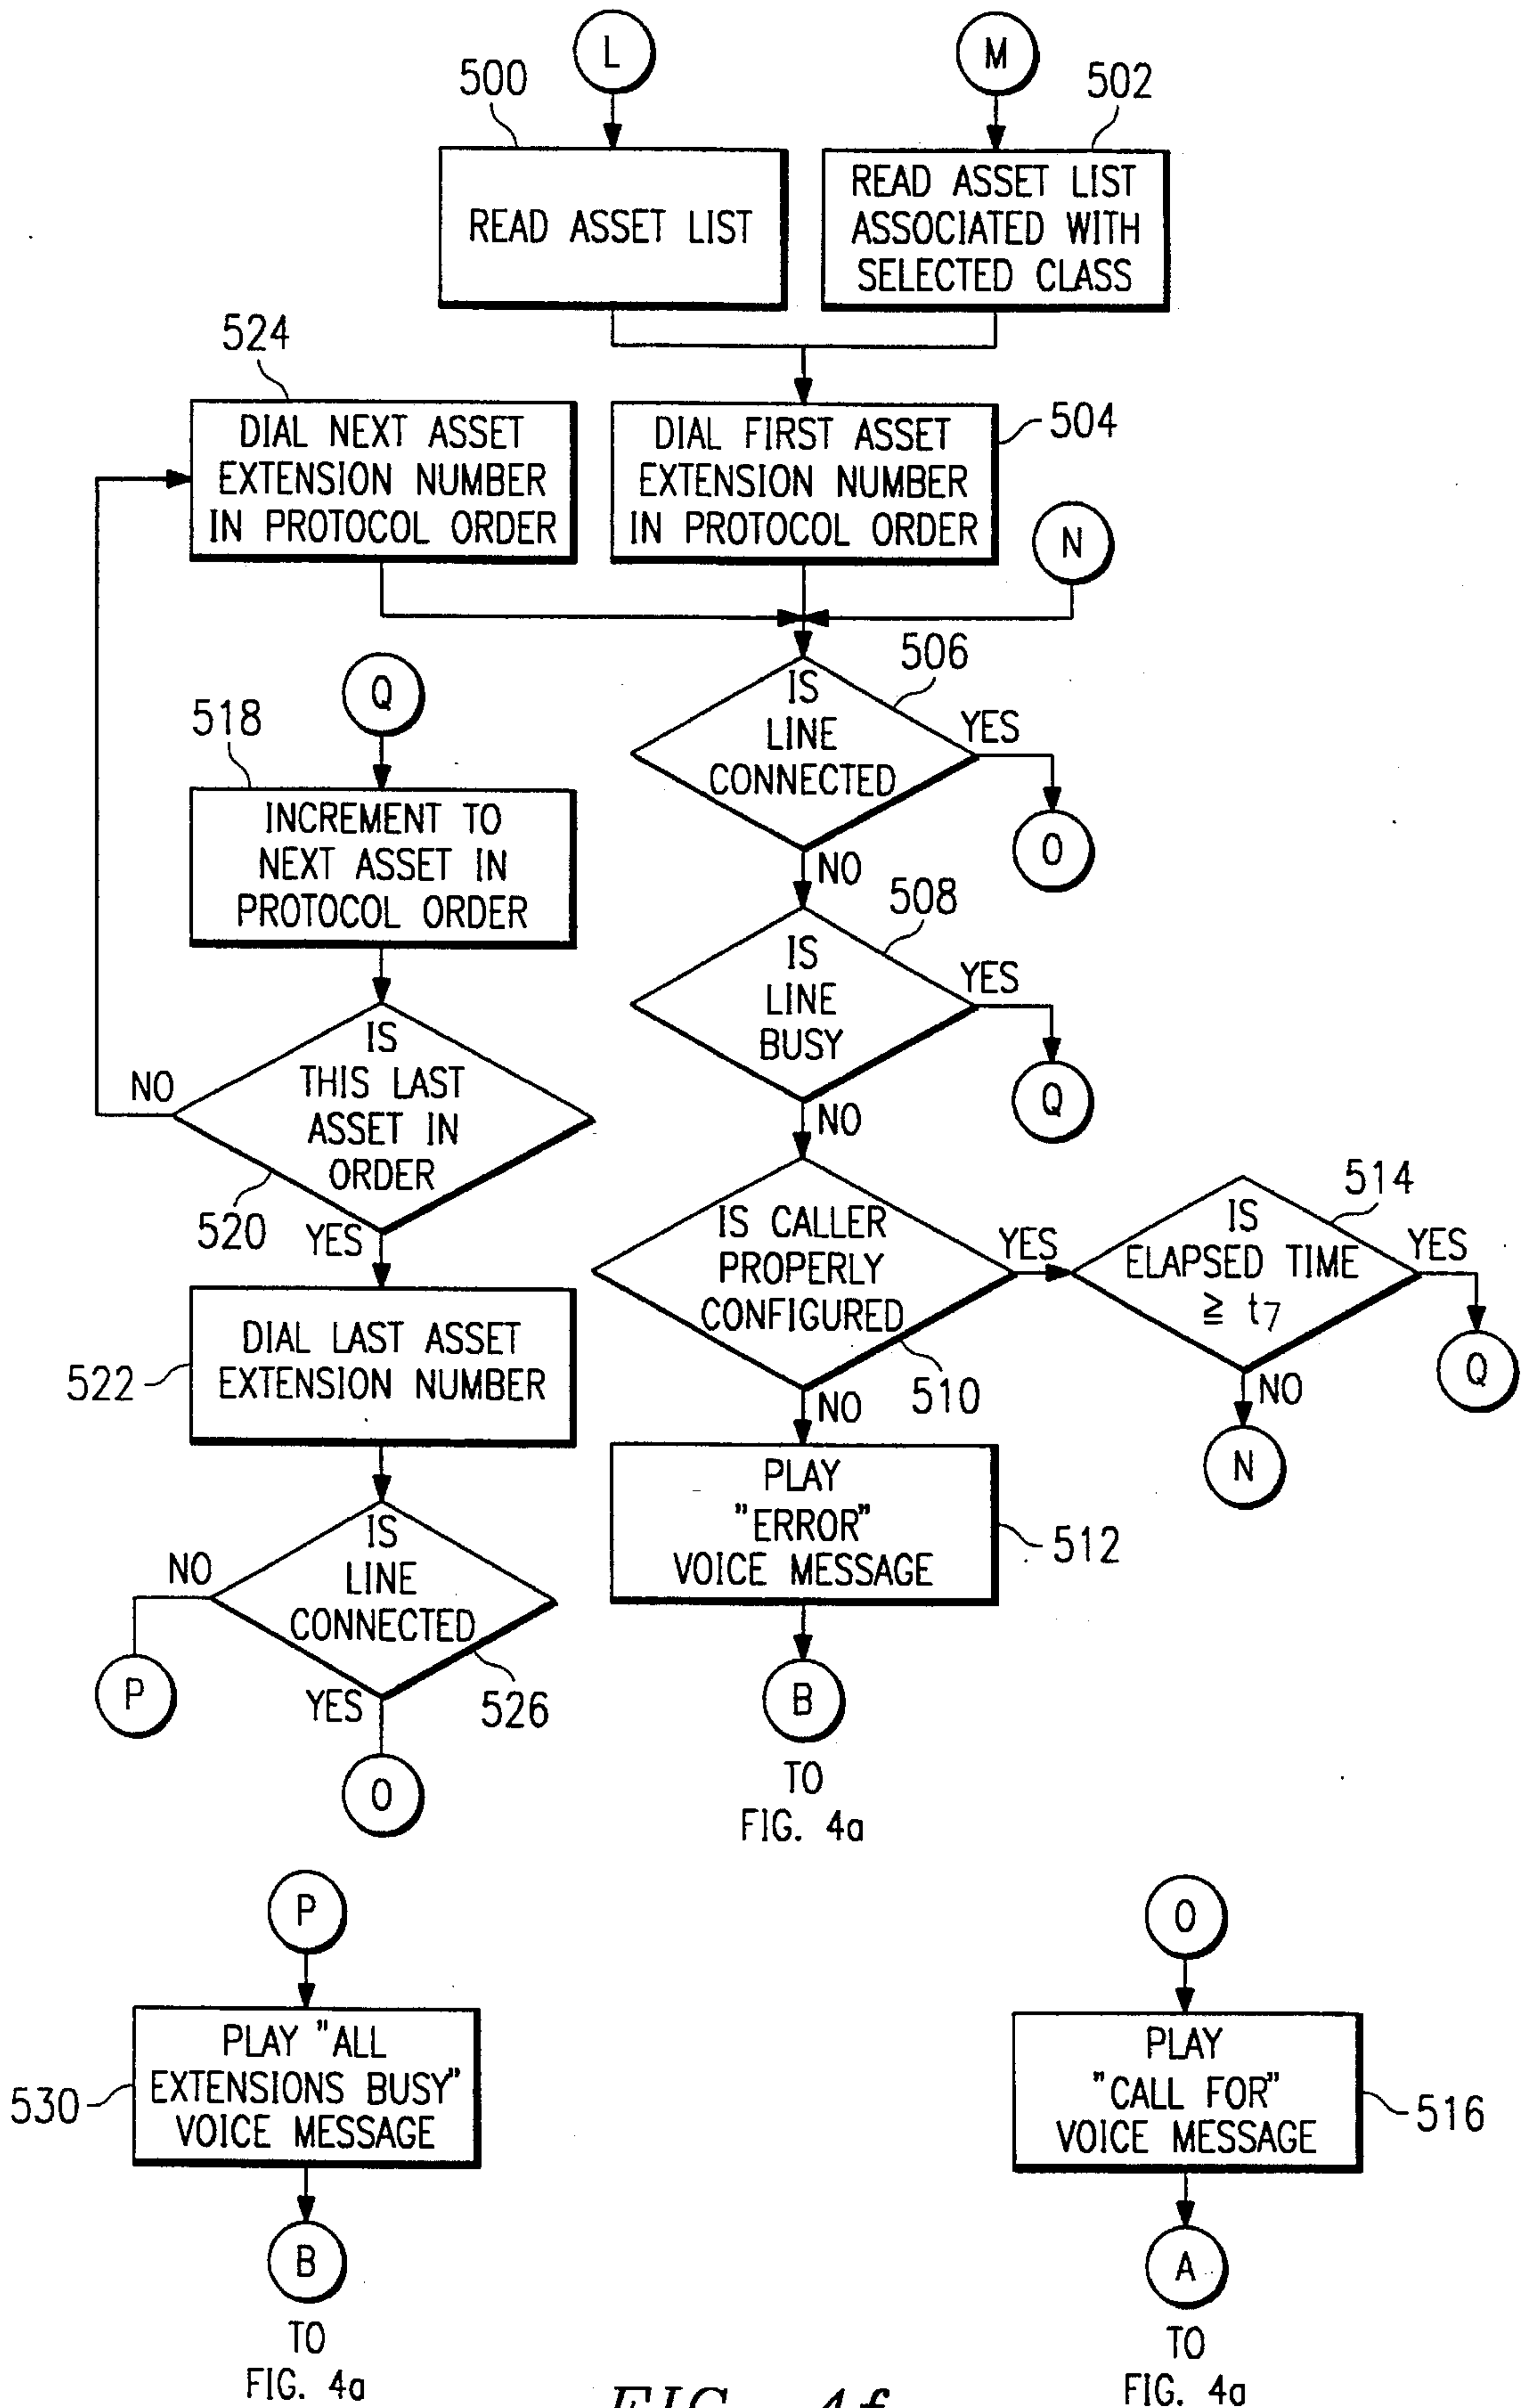 L
M
500
502
READ ASSET LIST
READ ASSET LIST
ASSOCIATED WITH
SELECTED CLASS
524
DIAL NEXT ASSET
EXTENSION NUMBER
IN PROTOCOL ORDER
DIAL FIRST ASSET
EXTENSION NUMBER
IN PROTOCOL ORDER
504
N
506
IS
LINE
CONNECTED
YES
O
NO
Q
518
INCREMENT TO
NEXT ASSET IN
PROTOCOL ORDER
508
IS
LINE
BUSY
YES
Q
NO
IS
THIS LAST
ASSET IN
ORDER
NO
520
YES
IS CALLER
PROPERLY
CONFIGURED
YES
510
NO
514
IS
ELAPSED TIME
≧ t7
YES
Q
NO
N
DIAL LAST ASSET
EXTENSION NUMBER
522
PLAY
"ERROR"
VOICE MESSAGE
512
IS
LINE
CONNECTED
NO
P
YES
526
O
B
TO
FIG. 4a
P
PLAY "ALL
EXTENSIONS BUSY"
VOICE MESSAGE
530
B
TO
FIG. 4a
O
PLAY
"CALL FOR"
VOICE MESSAGE
516
A
TO
FIG. 4a
FIG. 4f